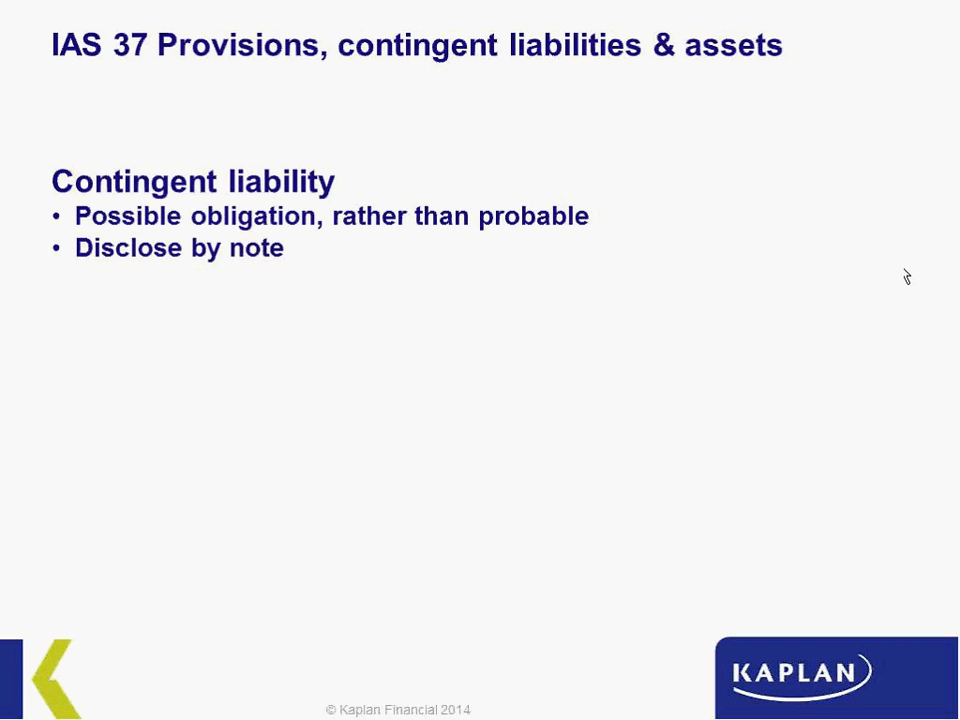 IAS 37 Provisions, contingent liabilities & assets
Contingent liability
• Possible obligation, rather than probable
• Disclose by note
© Kaplan Financial 2014
KAPLAN